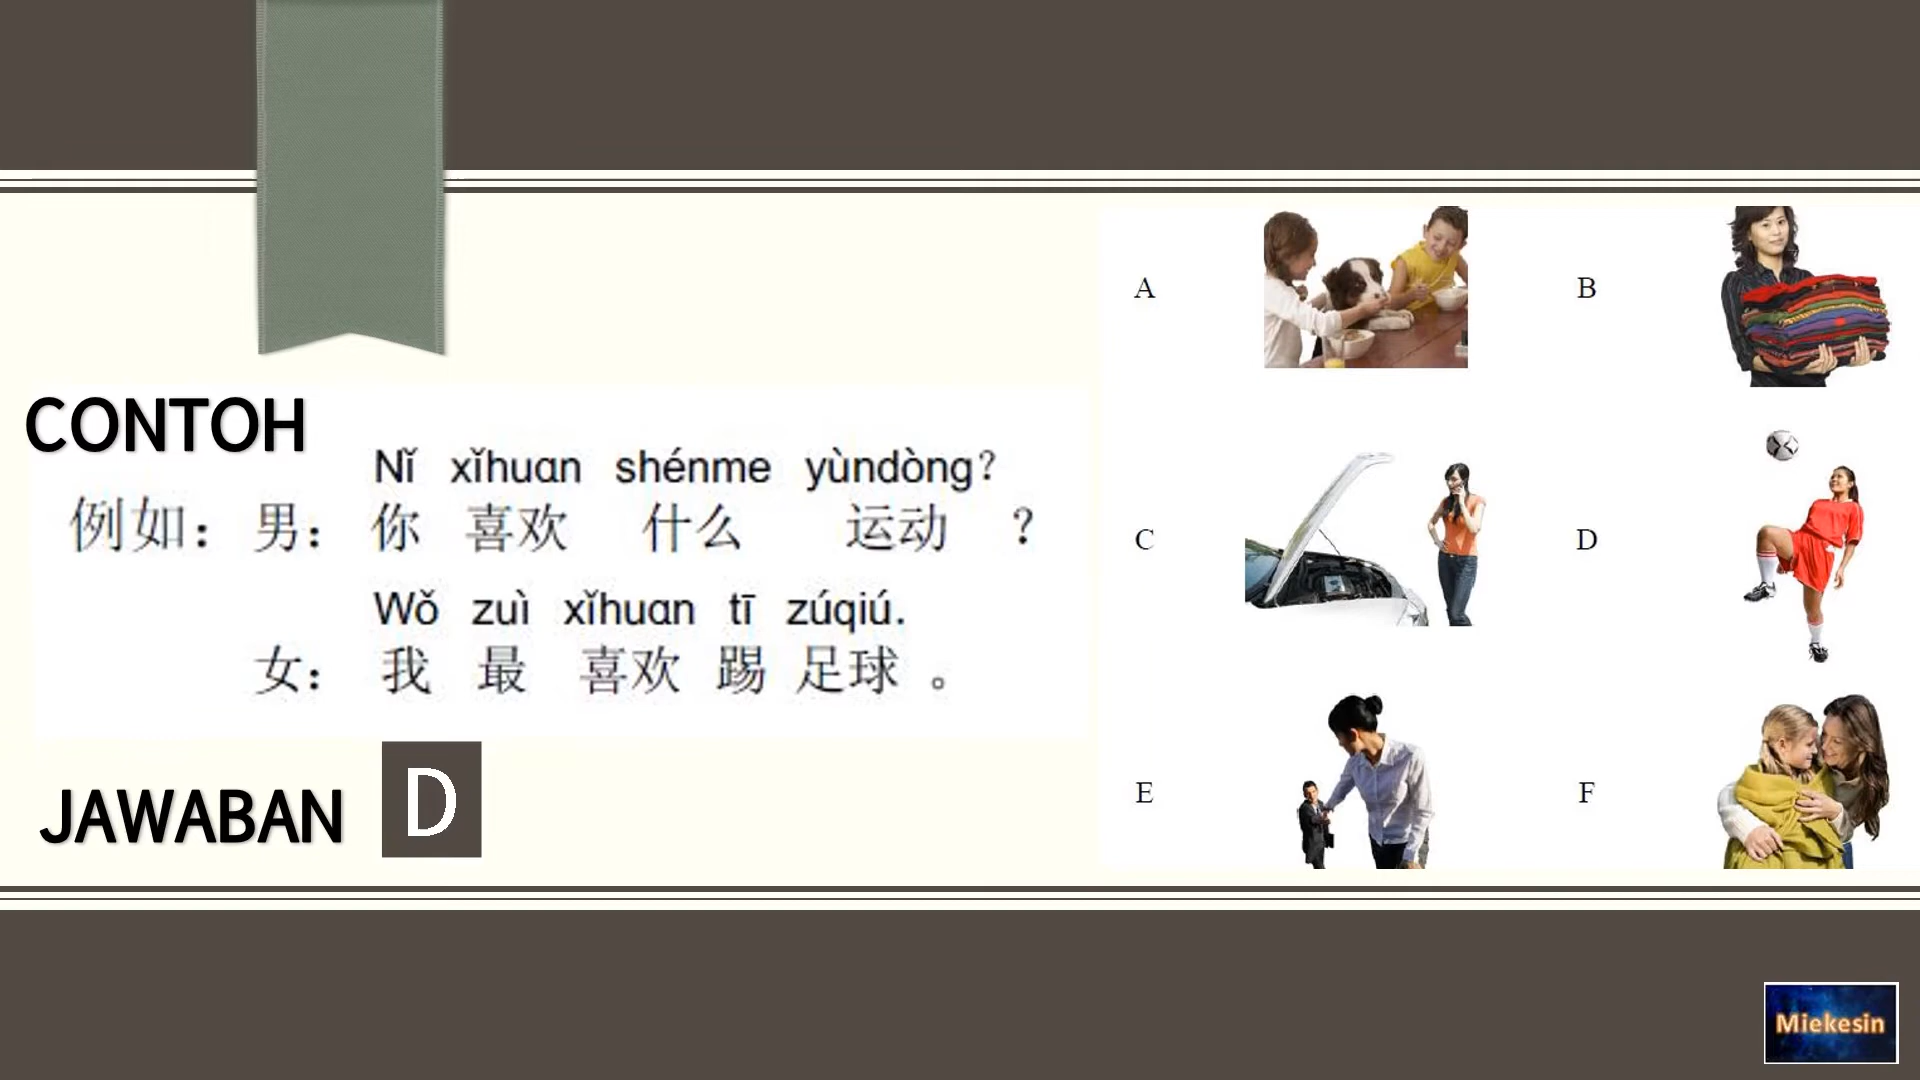 CONTOH
Nǐ xǐhuan shénme yùndòng?
例如：男：你 喜欢 什么 运动 ？
Wǒ zuì xǐhuan tī zúqiú.
女：我 最 喜欢 踢 足球 。
JAWABAN D
A
B
C
D
E
F
Miekesin